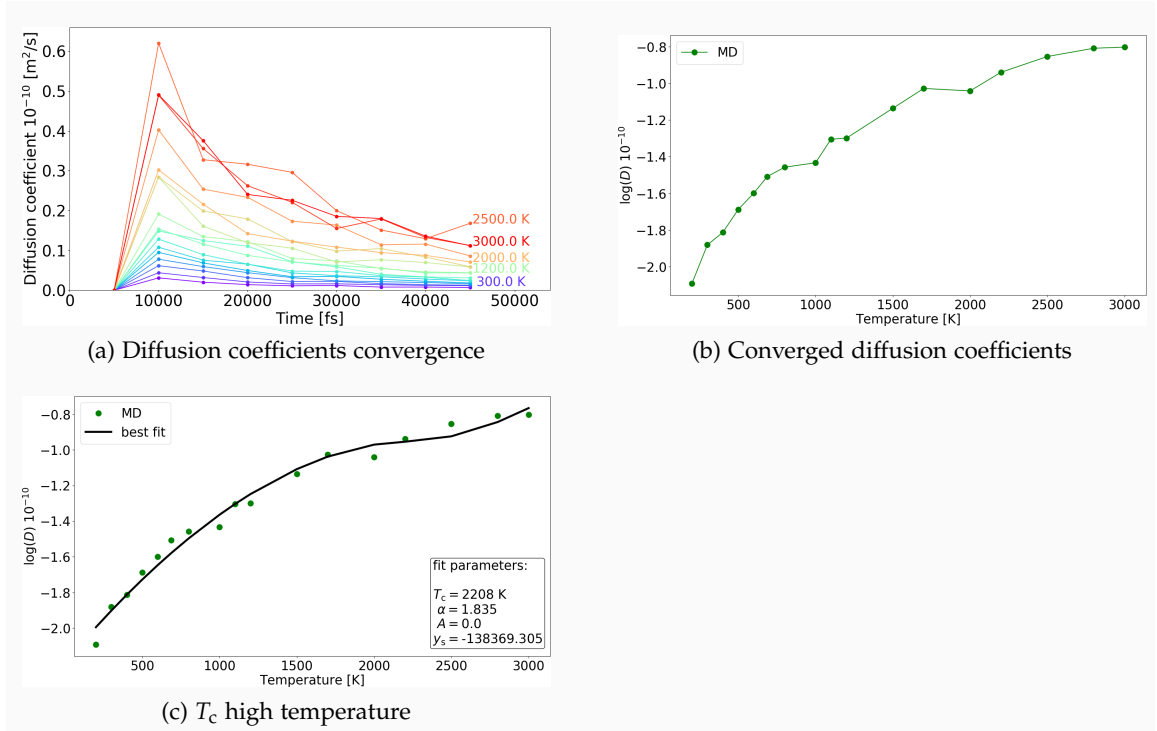 Diffusion coefficient 10⁻¹⁰ [m²/s]
0.6
0.5
0.4
0.3
0.2
0.1
0.0
2500.0 K
3000.0 K
2000.0 K
1200.0 K
300.0 K
0 10000 20000 30000 40000 50000
Time [fs]
(a) Diffusion coefficients convergence
MD
log(D) 10⁻¹⁰
−0.8
−1.0
−1.2
−1.4
−1.6
−1.8
−2.0
500 1000 1500 2000 2500 3000
Temperature [K]
(b) Converged diffusion coefficients
MD
best fit
log(D) 10⁻¹⁰
−0.8
−1.0
−1.2
−1.4
−1.6
−1.8
−2.0
fit parameters:
T_c = 2208 K
α = 1.835
A = 0.0
y_s = -138369.305
500 1000 1500 2000 2500 3000
Temperature [K]
(c) T_c high temperature